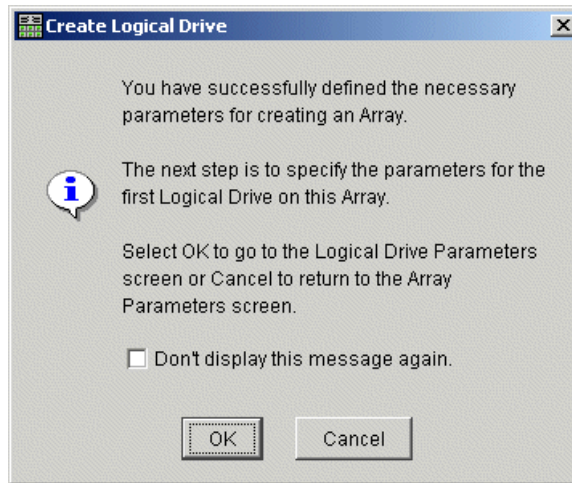 Create Logical Drive
You have successfully defined the necessary
parameters for creating an Array.
The next step is to specify the parameters for the
first Logical Drive on this Array.
Select OK to go to the Logical Drive Parameters
screen or Cancel to return to the Array
Parameters screen.
Don't display this message again.
OK
Cancel